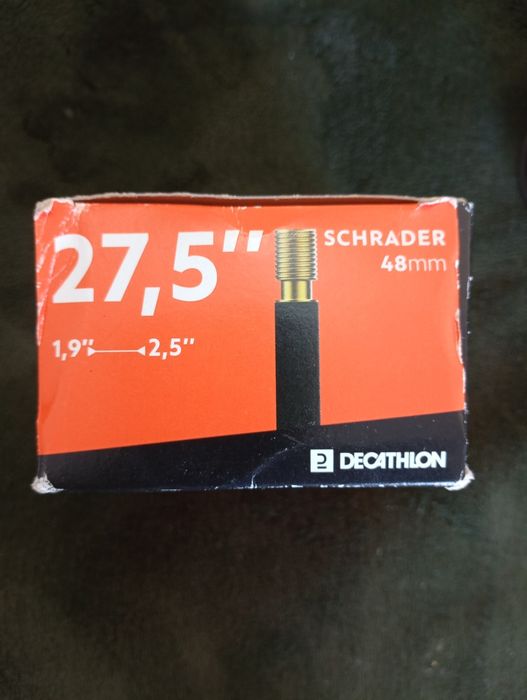 27,5"
SCHRADER
48mm
1,9" 2,5"
DECATHLON